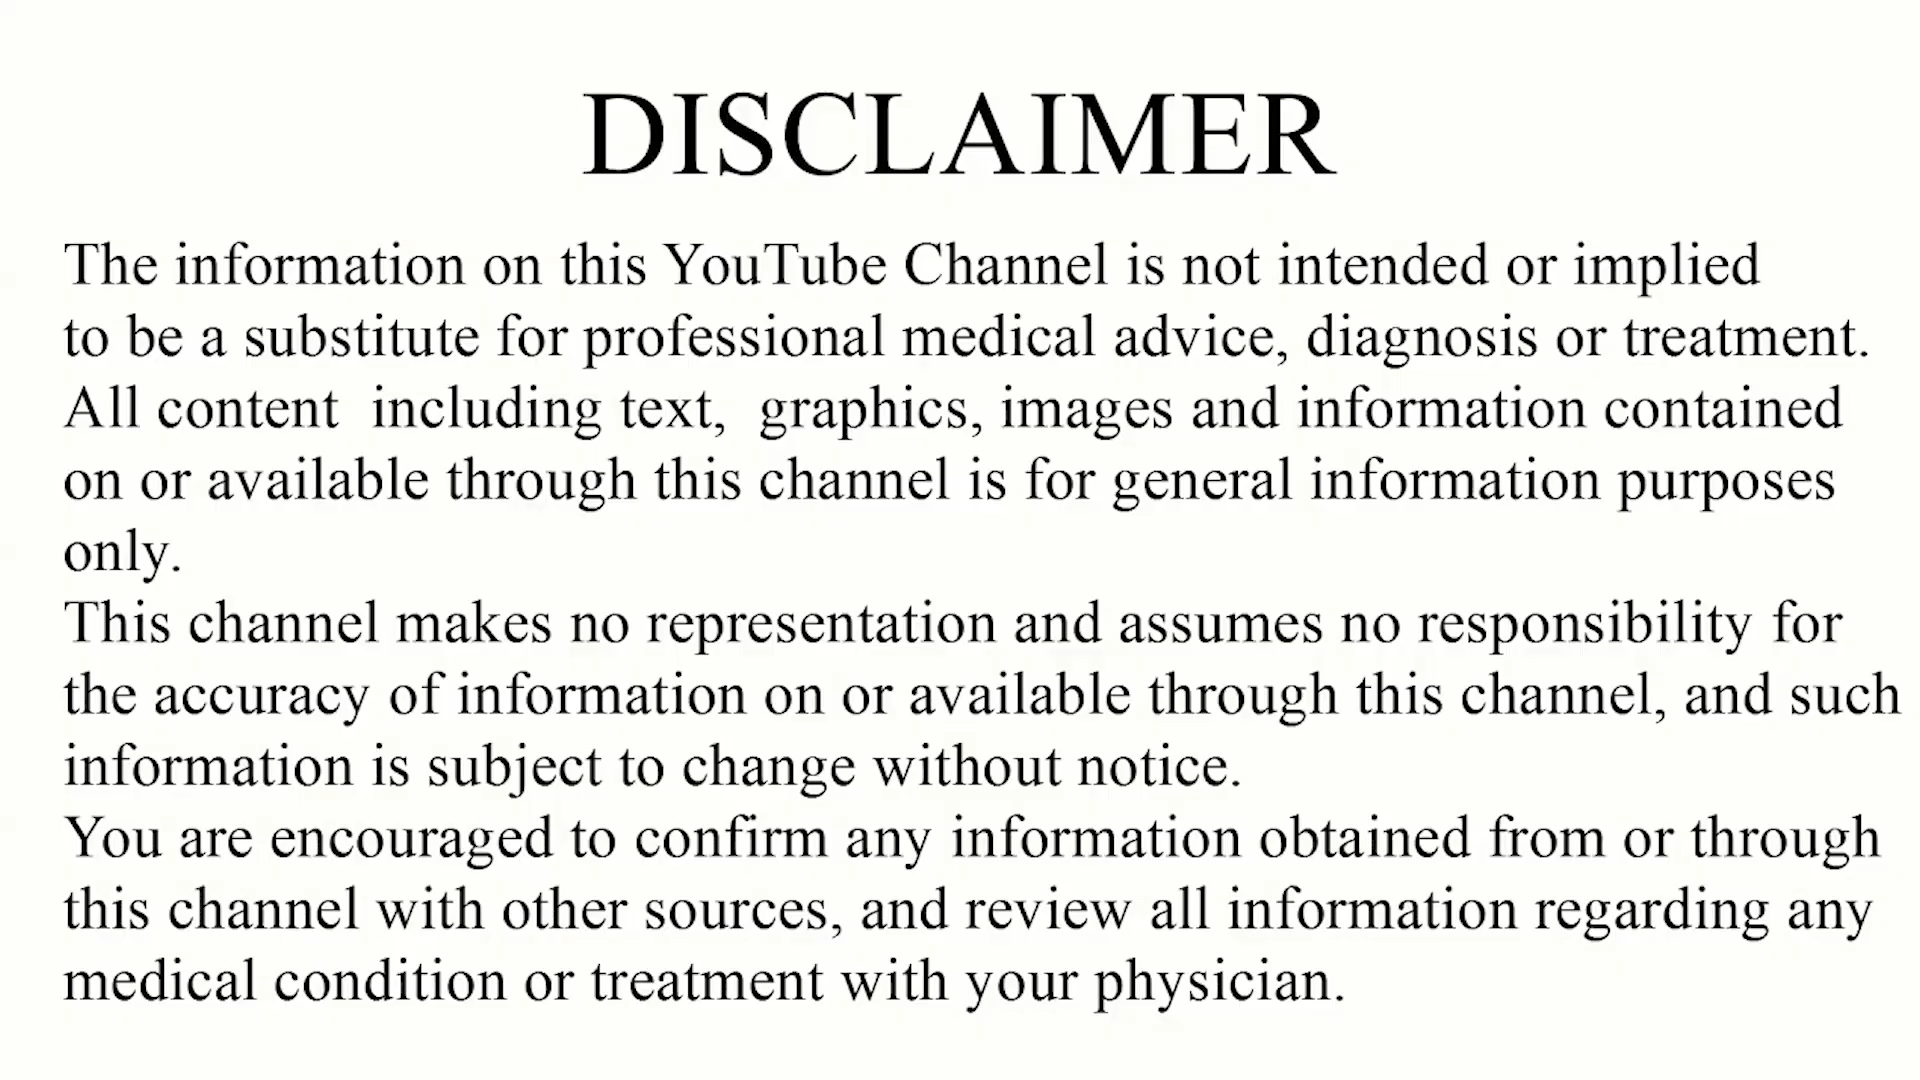 DISCLAIMER
The information on this YouTube Channel is not intended or implied
to be a substitute for professional medical advice, diagnosis or treatment.
All content  including text,  graphics, images and information contained
on or available through this channel is for general information purposes
only.
This channel makes no representation and assumes no responsibility for
the accuracy of information on or available through this channel, and such
information is subject to change without notice.
You are encouraged to confirm any information obtained from or through
this channel with other sources, and review all information regarding any
medical condition or treatment with your physician.